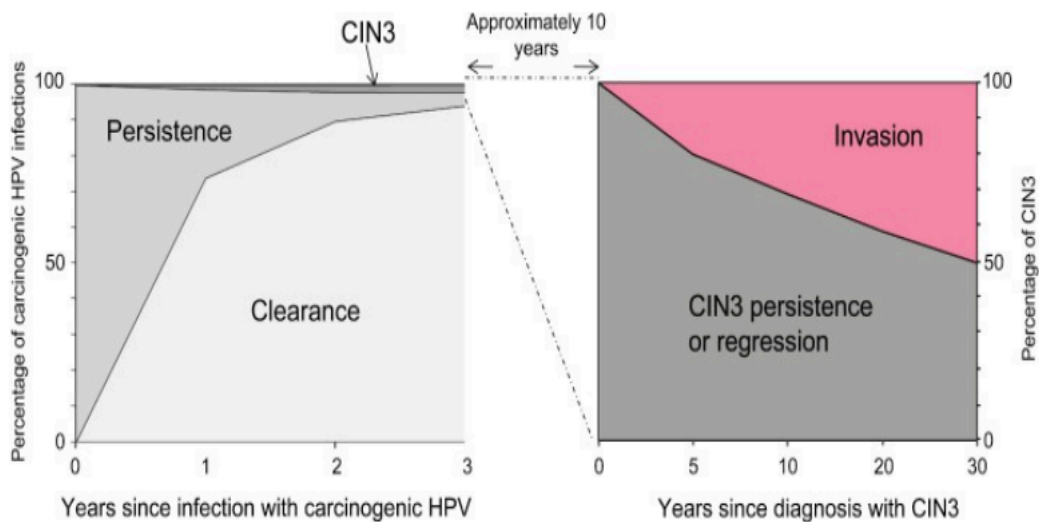 Approximately 10
years
CIN3
100
50
0
Percentage of carcinogenic HPV infections
Persistence
Clearance
0 1 2 3
Years since infection with carcinogenic HPV
100
50
0
Percentage of CIN3
Invasion
CIN3 persistence
or regression
0 5 10 20 30
Years since diagnosis with CIN3